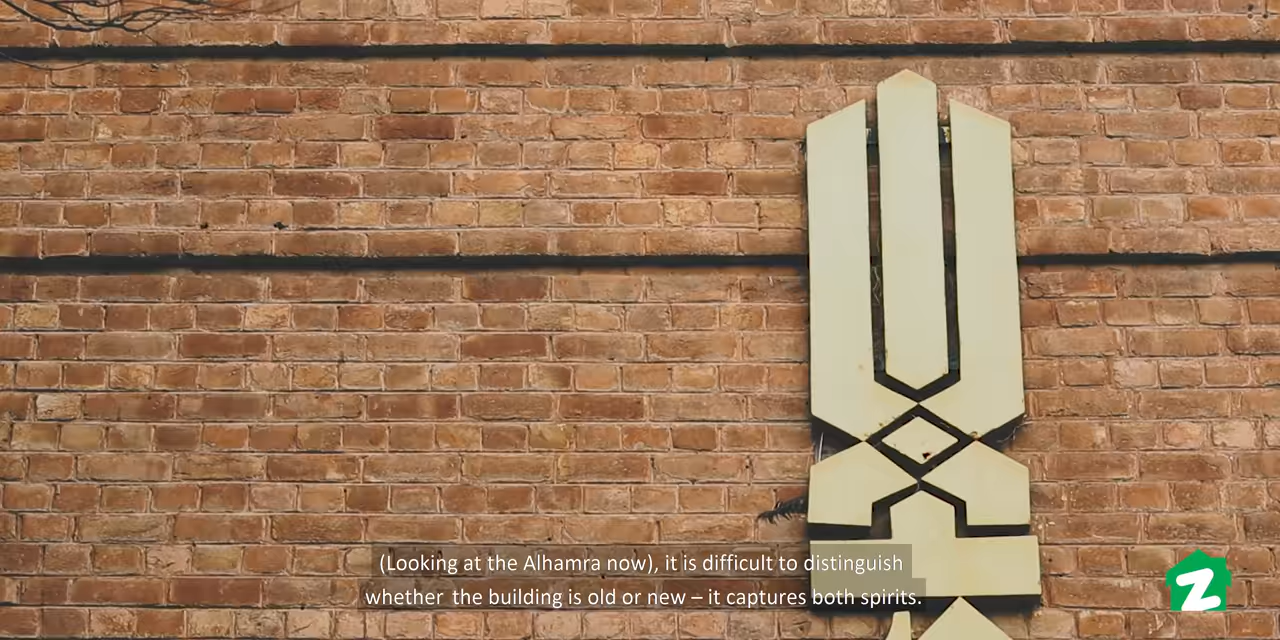 (Looking at the Alhamra now), it is difficult to distinguish
whether the building is old or new – it captures both spirits.